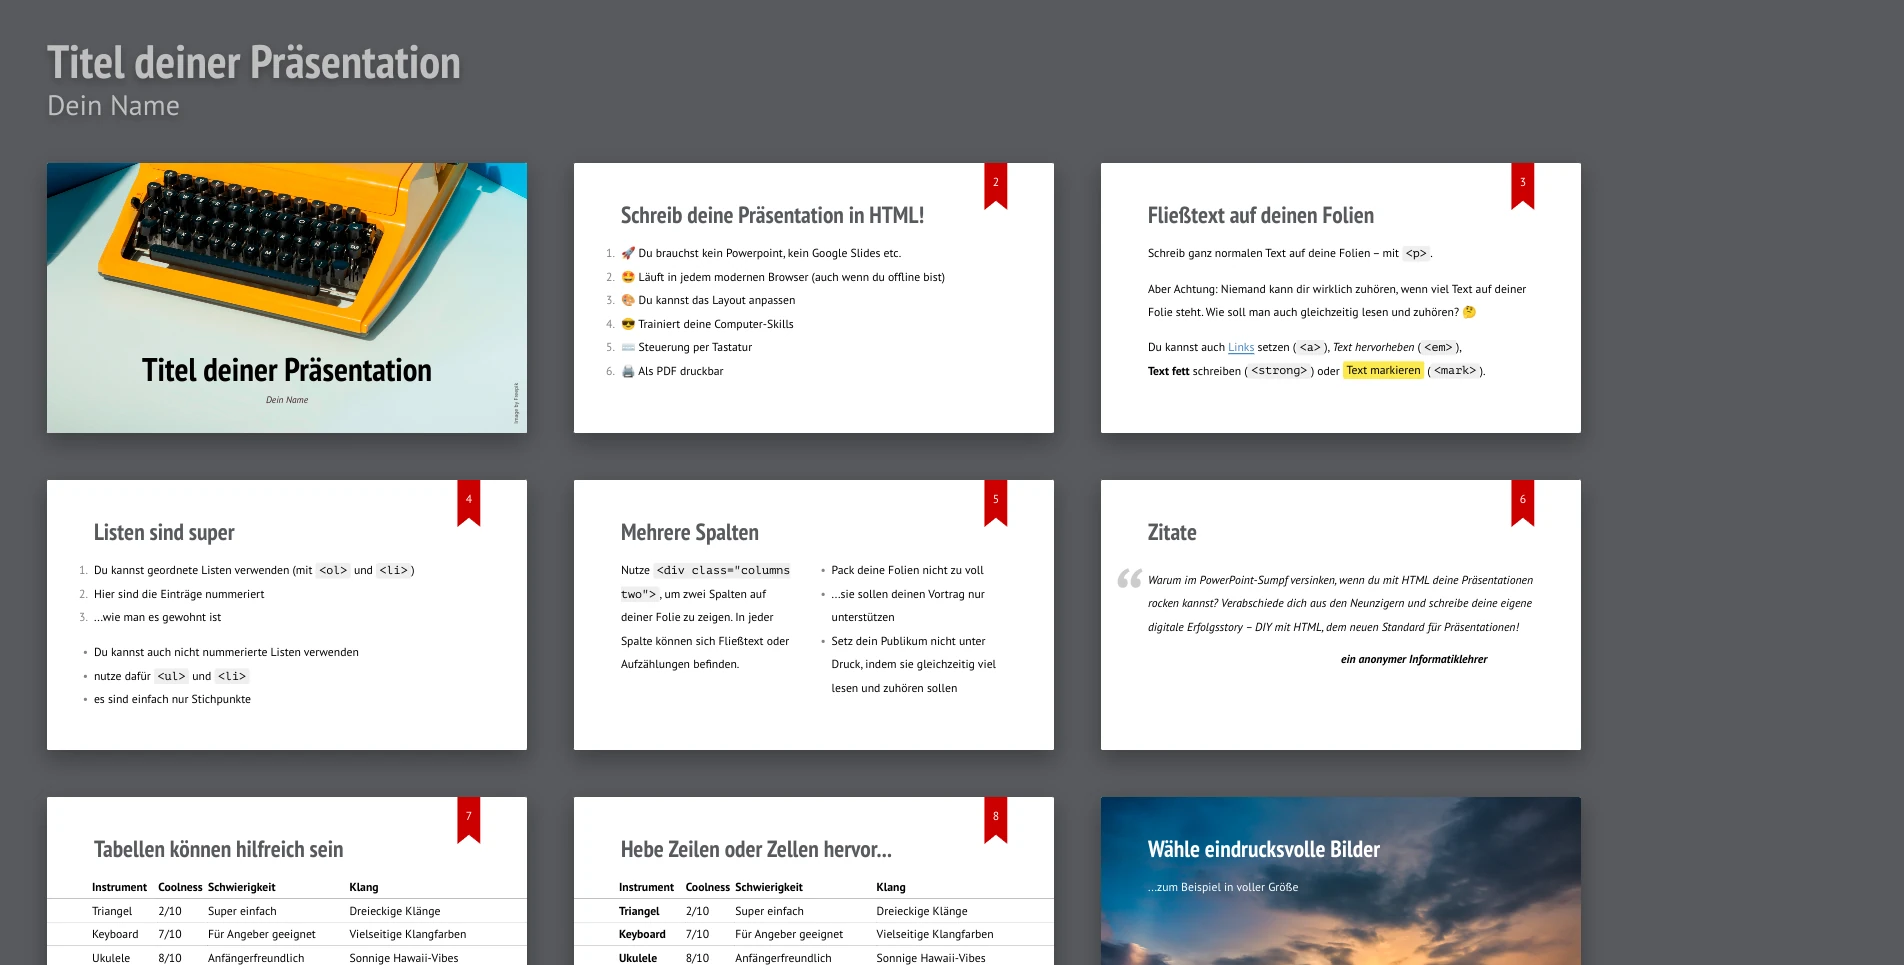 Titel deiner Präsentation
Dein Name
Titel deiner Präsentation
Dein Name
Image by Freepik
2
Schreib deine Präsentation in HTML!
1. 🚀 Du brauchst kein Powerpoint, kein Google Slides etc.
2. 🤩 Läuft in jedem modernen Browser (auch wenn du offline bist)
3. 🎨 Du kannst das Layout anpassen
4. 😎 Trainiert deine Computer-Skills
5. ⌨️ Steuerung per Tastatur
6. 🖨️ Als PDF druckbar
3
Fließtext auf deinen Folien
Schreib ganz normalen Text auf deine Folien – mit <p>.
Aber Achtung: Niemand kann dir wirklich zuhören, wenn viel Text auf deiner
Folie steht. Wie soll man auch gleichzeitig lesen und zuhören? 🤔
Du kannst auch Links setzen (<a>), Text hervorheben (<em>),
Text fett schreiben (<strong>) oder Text markieren (<mark>).
4
Listen sind super
1. Du kannst geordnete Listen verwenden (mit <ol> und <li>)
2. Hier sind die Einträge nummeriert
3. ...wie man es gewohnt ist
• Du kannst auch nicht nummerierte Listen verwenden
• nutze dafür <ul> und <li>
• es sind einfach nur Stichpunkte
5
Mehrere Spalten
Nutze <div class="columns
two">, um zwei Spalten auf
deiner Folie zu zeigen. In jeder
Spalte können sich Fließtext oder
Aufzählungen befinden.
• Pack deine Folien nicht zu voll
• ...sie sollen deinen Vortrag nur
unterstützen
• Setz dein Publikum nicht unter
Druck, indem sie gleichzeitig viel
lesen und zuhören sollen
6
Zitate
“ Warum im PowerPoint-Sumpf versinken, wenn du mit HTML deine Präsentationen
rocken kannst? Verabschiede dich aus den Neunzigern und schreibe deine eigene
digitale Erfolgsstory – DIY mit HTML, dem neuen Standard für Präsentationen!
ein anonymer Informatiklehrer
7
Tabellen können hilfreich sein
Instrument Coolness Schwierigkeit Klang
Triangel 2/10 Super einfach Dreieckige Klänge
Keyboard 7/10 Für Angeber geeignet Vielseitige Klangfarben
Ukulele 8/10 Anfängerfreundlich Sonnige Hawaii-Vibes
8
Hebe Zeilen oder Zellen hervor...
Instrument Coolness Schwierigkeit Klang
Triangel 2/10 Super einfach Dreieckige Klänge
Keyboard 7/10 Für Angeber geeignet Vielseitige Klangfarben
Ukulele 8/10 Anfängerfreundlich Sonnige Hawaii-Vibes
Wähle eindrucksvolle Bilder
...zum Beispiel in voller Größe